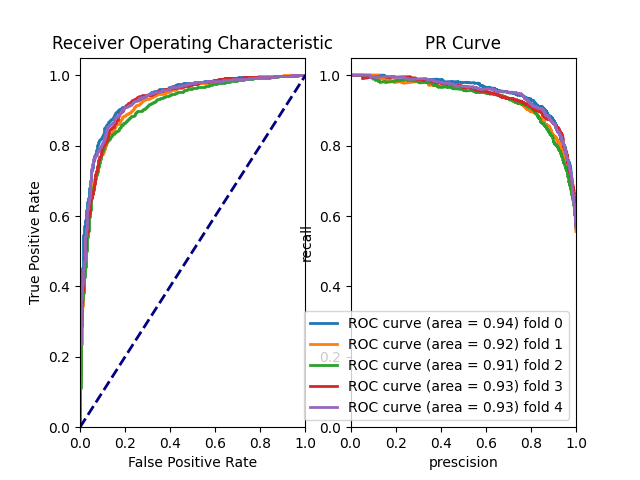 Receiver Operating Characteristic
1.0
0.8
0.6
0.4
0.2
0.0
True Positive Rate
0.0 0.2 0.4 0.6 0.8 1.0
False Positive Rate
PR Curve
1.0
0.8
0.6
0.4
0.2
0.0
recall
ROC curve (area = 0.94) fold 0
ROC curve (area = 0.92) fold 1
ROC curve (area = 0.91) fold 2
ROC curve (area = 0.93) fold 3
ROC curve (area = 0.93) fold 4
0.0 0.2 0.4 0.6 0.8 1.0
prescision